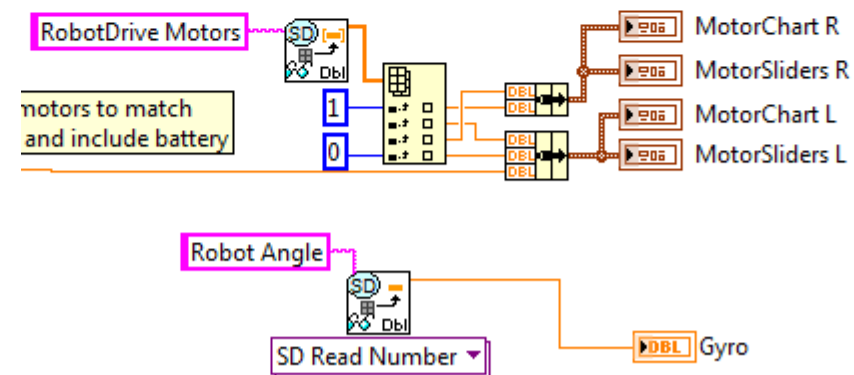 RobotDrive Motors
SD
Dbl
MotorChart R
MotorSliders R
MotorChart L
MotorSliders L
motors to match
and include battery
1
0
DBL
DBL
DBL
DBL
DBL
Robot Angle
SD
Dbl
SD Read Number
DBL
Gyro